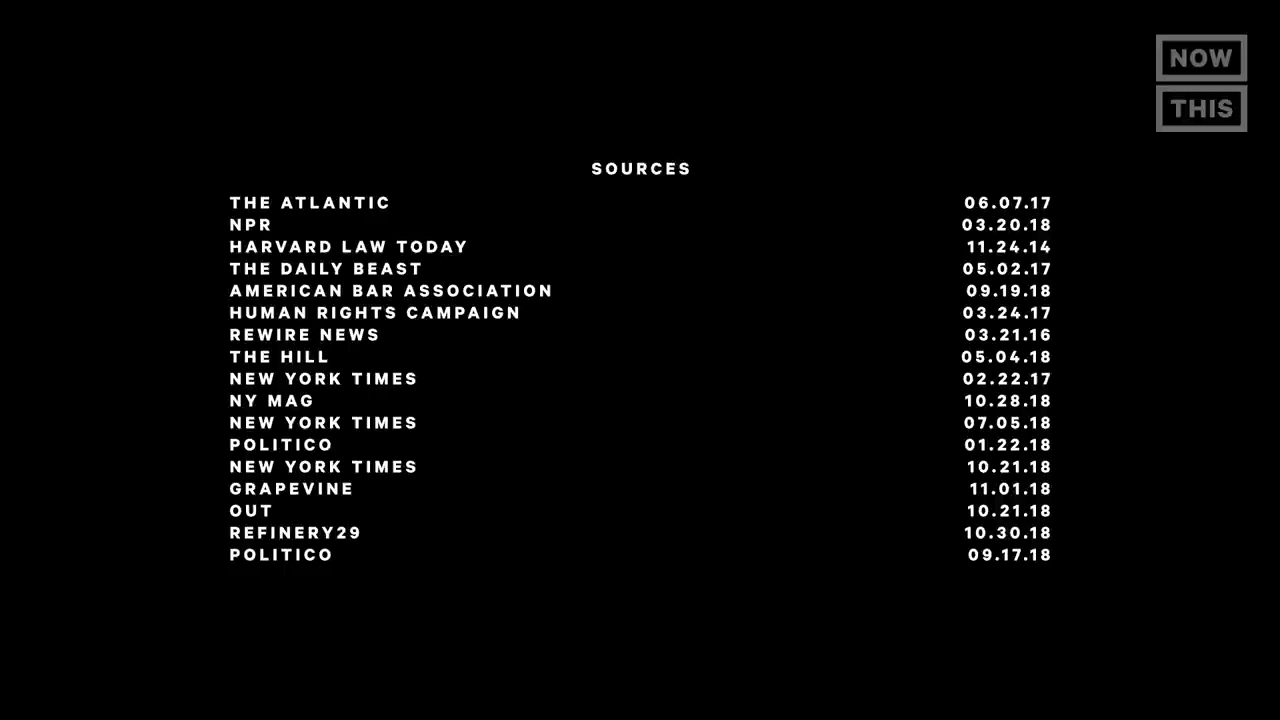 NOW
THIS
SOURCES
THE ATLANTIC 06.07.17
NPR 03.20.18
HARVARD LAW TODAY 11.24.14
THE DAILY BEAST 05.02.17
AMERICAN BAR ASSOCIATION 09.19.18
HUMAN RIGHTS CAMPAIGN 03.24.17
REWIRE NEWS 03.21.16
THE HILL 05.04.18
NEW YORK TIMES 02.22.17
NY MAG 10.28.18
NEW YORK TIMES 07.05.18
POLITICO 01.22.18
NEW YORK TIMES 10.21.18
GRAPEVINE 11.01.18
OUT 10.21.18
REFINERY29 10.30.18
POLITICO 09.17.18